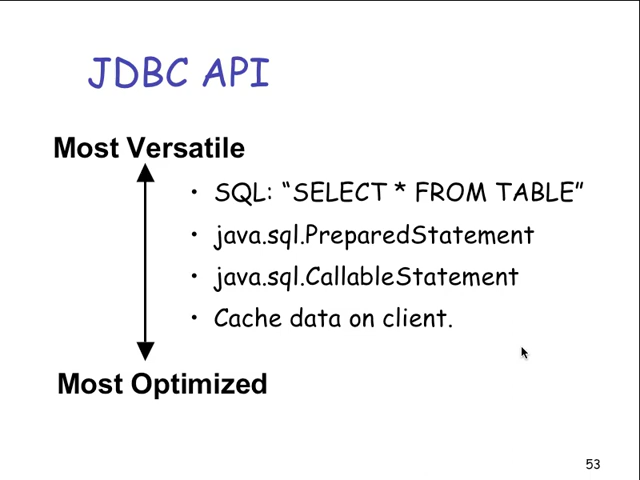 JDBC API
Most Versatile
• SQL: “SELECT * FROM TABLE”
• java.sql.PreparedStatement
• java.sql.CallableStatement
• Cache data on client.
Most Optimized
53